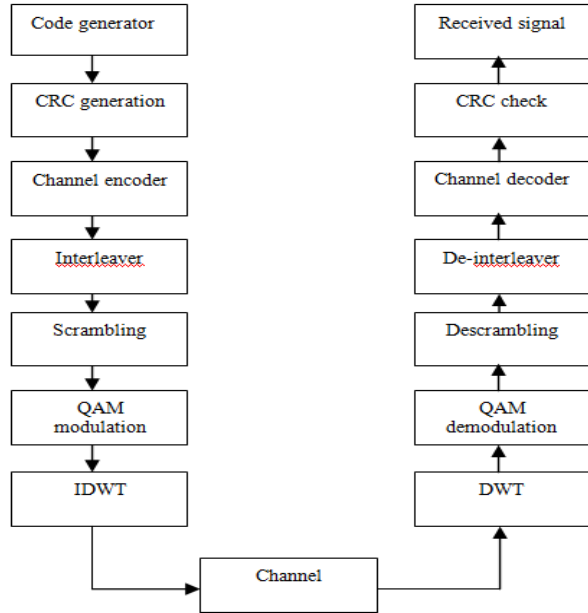 Code generator
CRC generation
Channel encoder
Interleaver
Scrambling
QAM
modulation
IDWT
Channel
Received signal
CRC check
Channel decoder
De-interleaver
Descrambling
QAM
demodulation
DWT